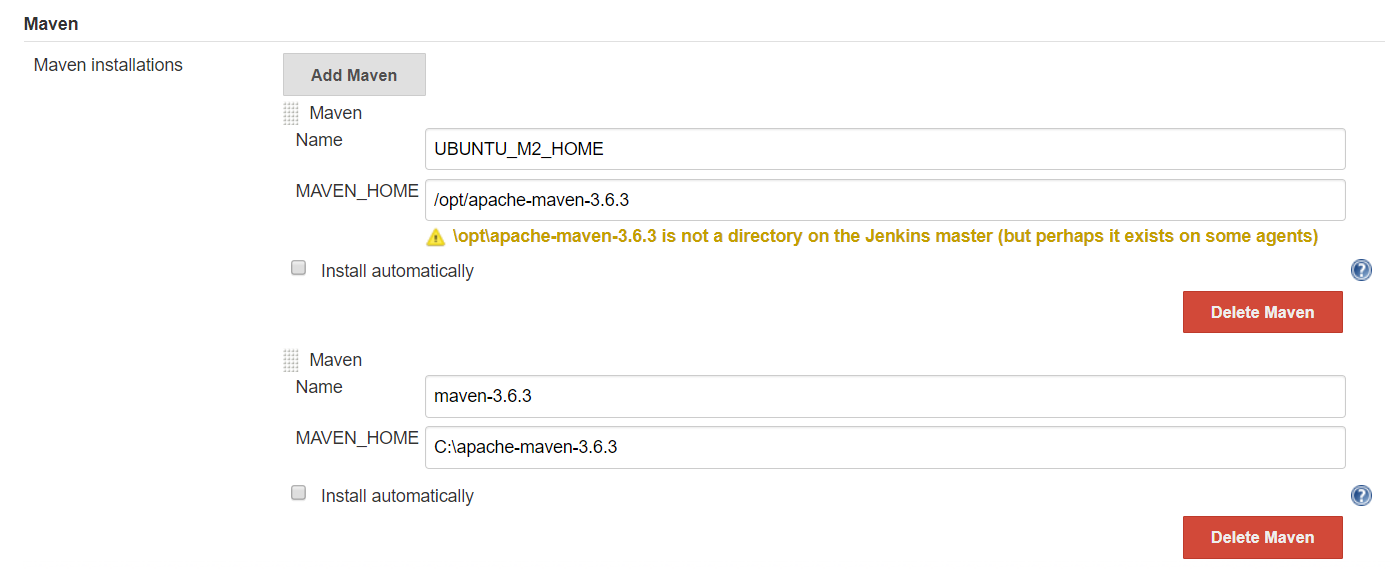 Maven
Maven installations
Add Maven
Maven
Name
UBUNTU_M2_HOME
MAVEN_HOME
/opt/apache-maven-3.6.3
\opt\apache-maven-3.6.3 is not a directory on the Jenkins master (but perhaps it exists on some agents)
Install automatically
?
Delete Maven
Maven
Name
maven-3.6.3
MAVEN_HOME
C:\apache-maven-3.6.3
Install automatically
?
Delete Maven